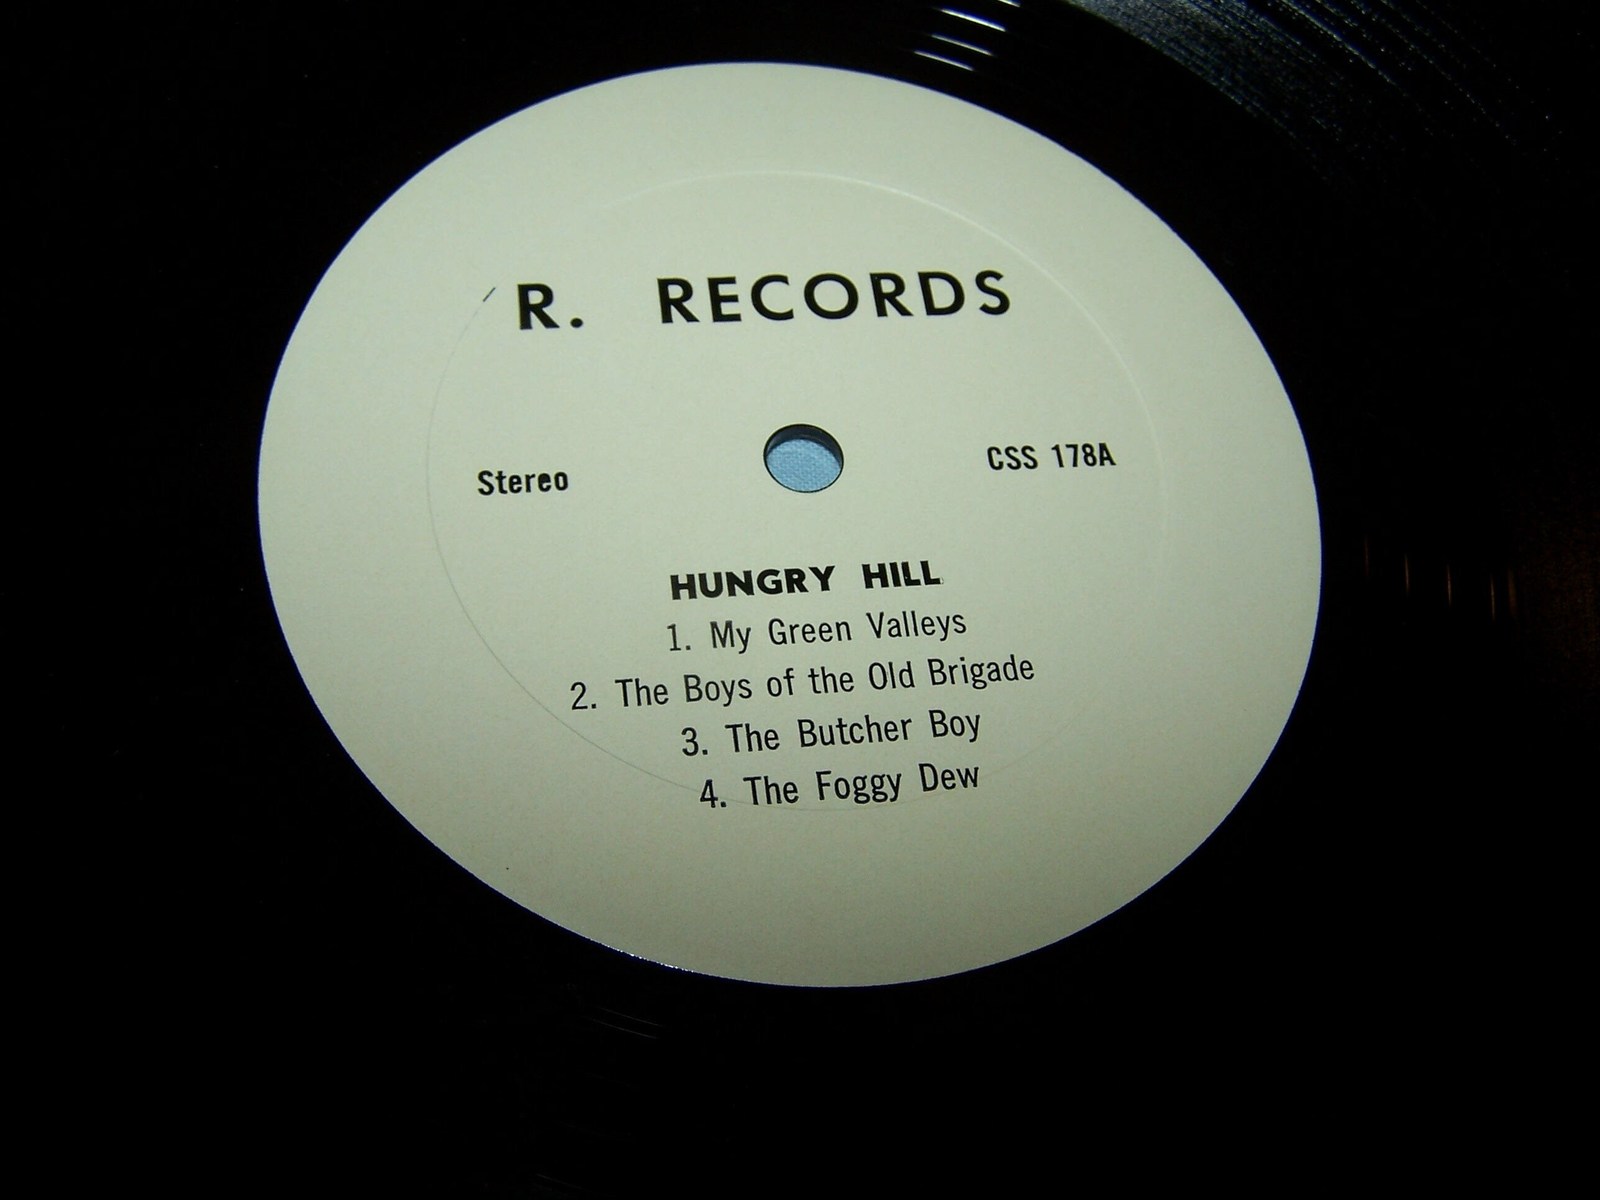 R. RECORDS
Stereo
CSS 178A
HUNGRY HILL
1. My Green Valleys
2. The Boys of the Old Brigade
3. The Butcher Boy
4. The Foggy Dew